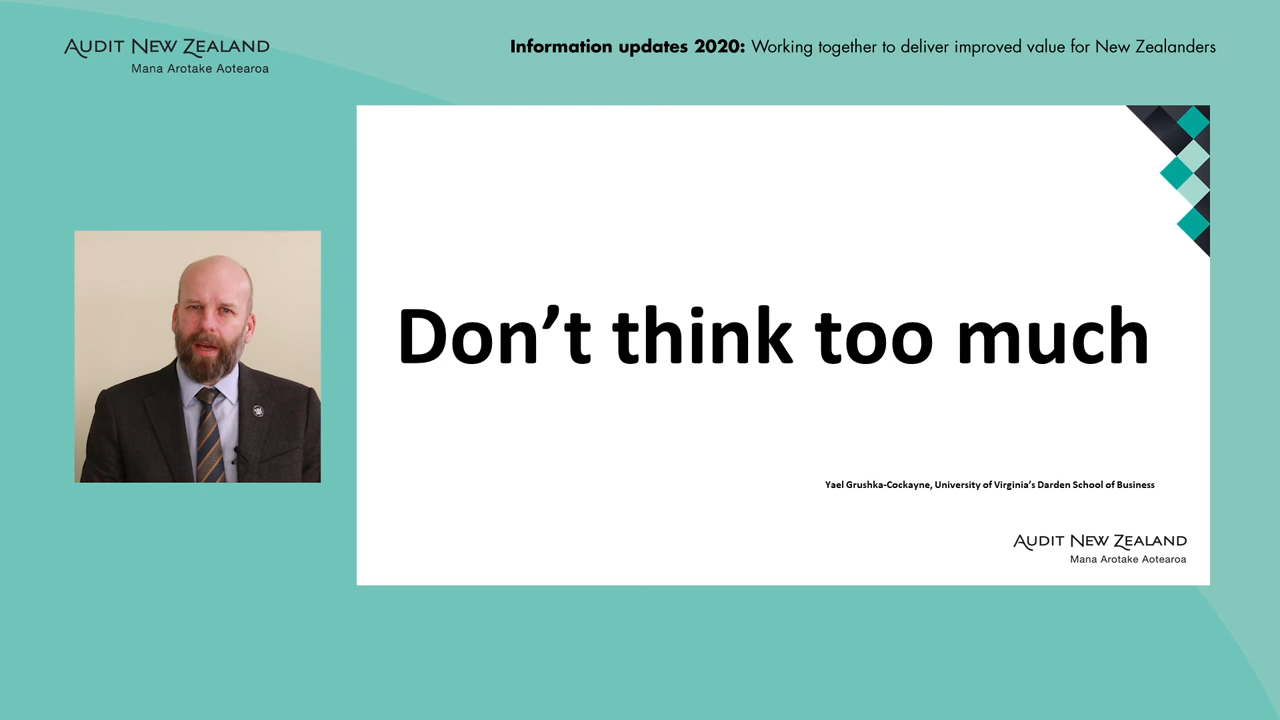 AUDIT NEW ZEALAND
Mana Arotake Aotearoa
Information updates 2020: Working together to deliver improved value for New Zealanders
Don’t think too much
Yael Grushka-Cockayne, University of Virginia’s Darden School of Business
AUDIT NEW ZEALAND
Mana Arotake Aotearoa